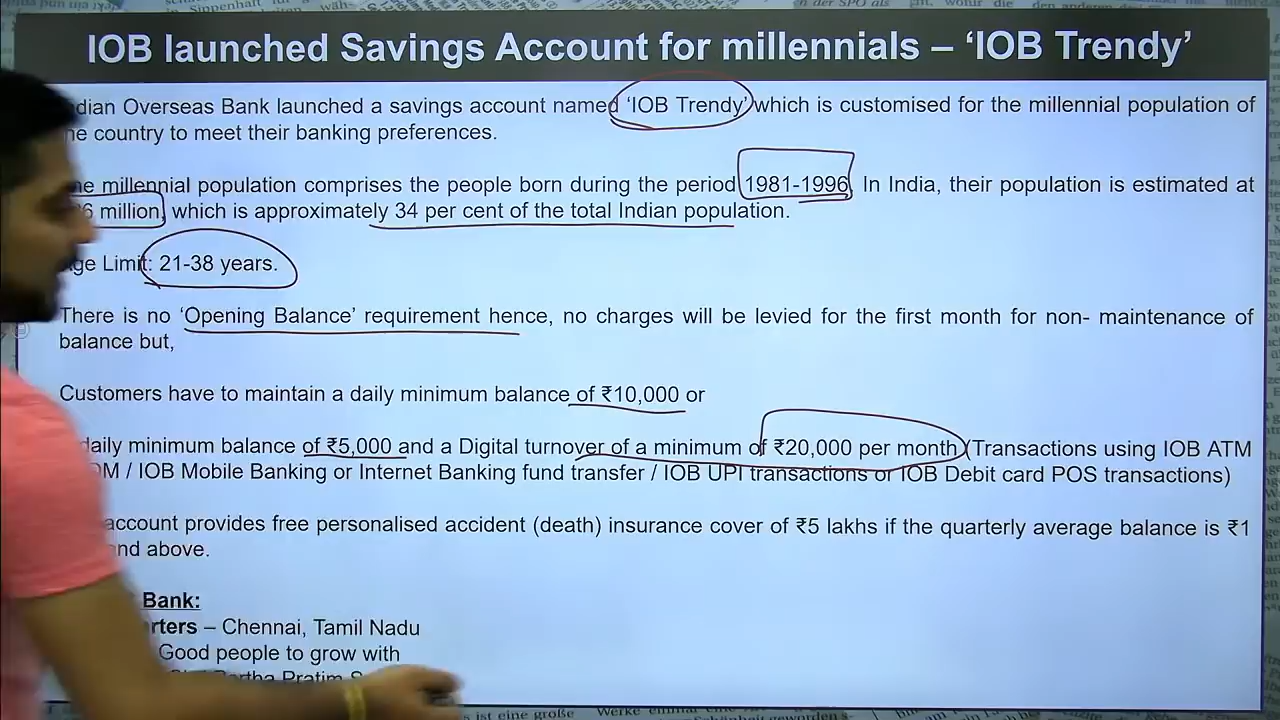 IOB launched Savings Account for millennials – ‘IOB Trendy’
Overseas Bank launched a savings account named ‘IOB Trendy’ which is customised for the millennial population of
country to meet their banking preferences.
millennial population comprises the people born during the period 1981-1996. In India, their population is estimated at
million, which is approximately 34 per cent of the total Indian population.
Limit: 21-38 years.
There is no ‘Opening Balance’ requirement hence, no charges will be levied for the first month for non- maintenance of
balance but,
Customers have to maintain a daily minimum balance of ₹10,000 or
daily minimum balance of ₹5,000 and a Digital turnover of a minimum of ₹20,000 per month (Transactions using IOB ATM
/ IOB Mobile Banking or Internet Banking fund transfer / IOB UPI transactions or IOB Debit card POS transactions)
account provides free personalised accident (death) insurance cover of ₹5 lakhs if the quarterly average balance is ₹1
and above.
Bank:
– Chennai, Tamil Nadu
Good people to grow with
Partha Pratim